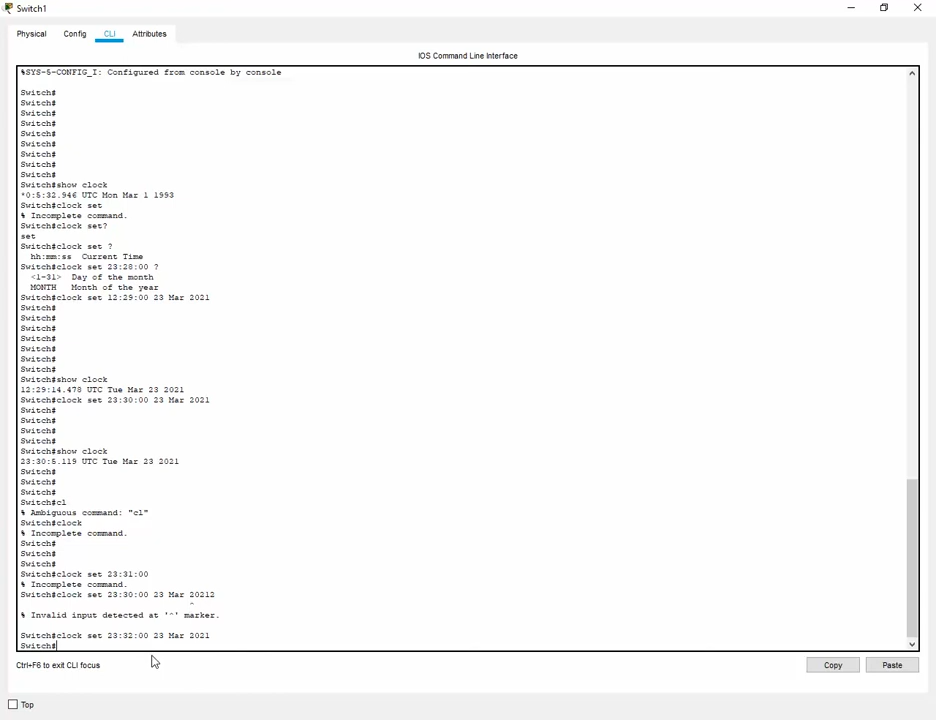 Switch1
Physical Config CLI Attributes
IOS Command Line Interface
%SYS-5-CONFIG_I: Configured from console by console
Switch#
Switch#
Switch#
Switch#
Switch#
Switch#
Switch#
Switch#
Switch#
Switch#show clock
*0:5:32.946 UTC Mon Mar 1 1993
Switch#clock set
% Incomplete command.
Switch#clock set?
set
Switch#clock set ?
hh:mm:ss Current Time
Switch#clock set 23:28:00 ?
<1-31> Day of the month
MONTH Month of the year
Switch#clock set 12:29:00 23 Mar 2021
Switch#
Switch#
Switch#
Switch#
Switch#
Switch#
Switch#
Switch#show clock
12:29:14.478 UTC Tue Mar 23 2021
Switch#clock set 23:30:00 23 Mar 2021
Switch#
Switch#
Switch#
Switch#
Switch#show clock
23:30:5.119 UTC Tue Mar 23 2021
Switch#
Switch#
Switch#
Switch#cl
% Ambiguous command: "cl"
Switch#clock
% Incomplete command.
Switch#
Switch#
Switch#
Switch#clock set 23:31:00
% Incomplete command.
Switch#clock set 23:30:00 23 Mar 20212
^
% Invalid input detected at '^' marker.
Switch#clock set 23:32:00 23 Mar 2021
Switch#
Ctrl+F6 to exit CLI focus
Copy Paste
Top